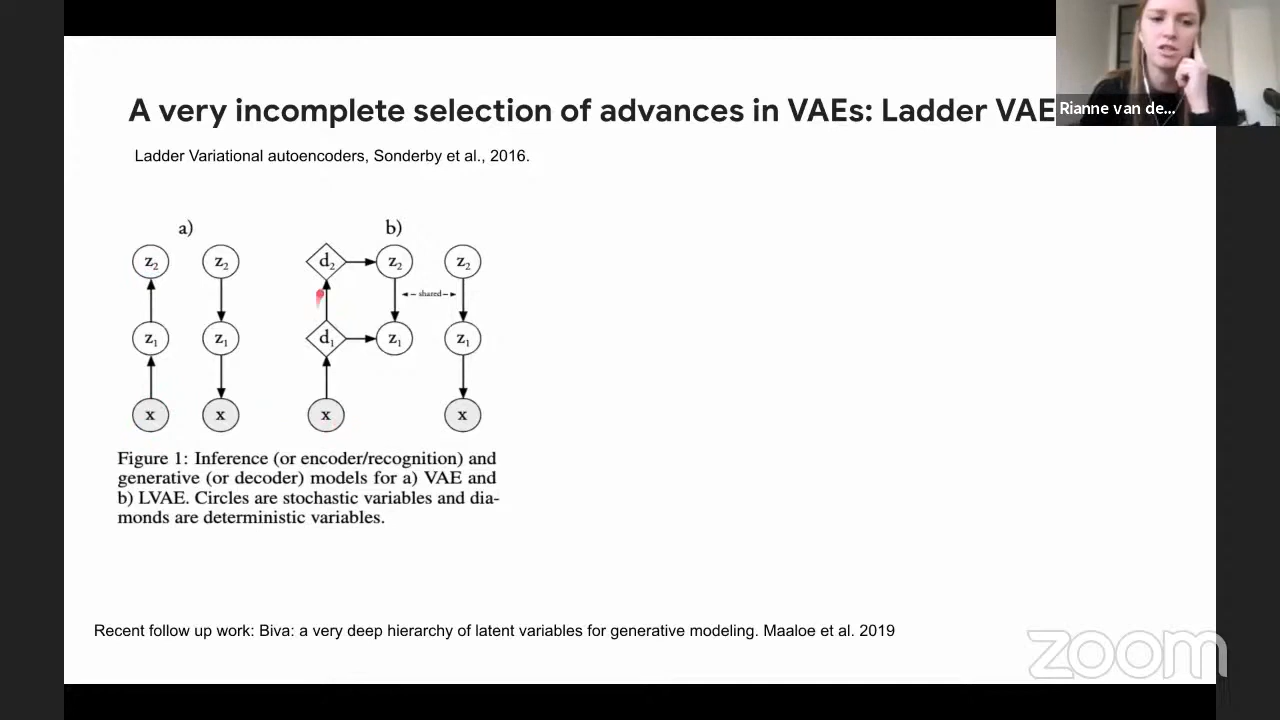 A very incomplete selection of advances in VAEs: Ladder VAE
Rianne van de...
Ladder Variational autoencoders, Sonderby et al., 2016.
a)
b)
z2 z2 d2 z2 z2
shared
z1 z1 d1 z1 z1
x x x x
Figure 1: Inference (or encoder/recognition) and
generative (or decoder) models for a) VAE and
b) LVAE. Circles are stochastic variables and dia-
monds are deterministic variables.
Recent follow up work: Biva: a very deep hierarchy of latent variables for generative modeling. Maaloe et al. 2019
zoom